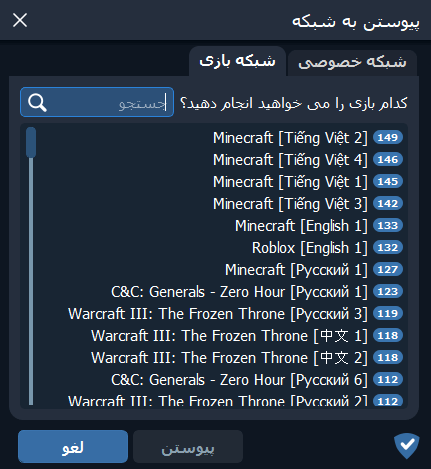 پیوستن به شبکه
شبکه خصوصی
شبکه بازی
کدام بازی را می خواهید انجام دهید؟
جستجو
Minecraft [Tiếng Việt 2] 149
Minecraft [Tiếng Việt 4] 146
Minecraft [Tiếng Việt 1] 145
Minecraft [Tiếng Việt 3] 142
Minecraft [English 1] 133
Roblox [English 1] 132
Minecraft [Русский 1] 127
C&C: Generals - Zero Hour [Русский 1] 123
Warcraft III: The Frozen Throne [Русский 3] 119
Warcraft III: The Frozen Throne [中文 1] 118
Warcraft III: The Frozen Throne [中文 2] 118
C&C: Generals - Zero Hour [Русский 6] 112
Warcraft III: The Frozen Throne [Русский 2] 112
پیوستن
لغو